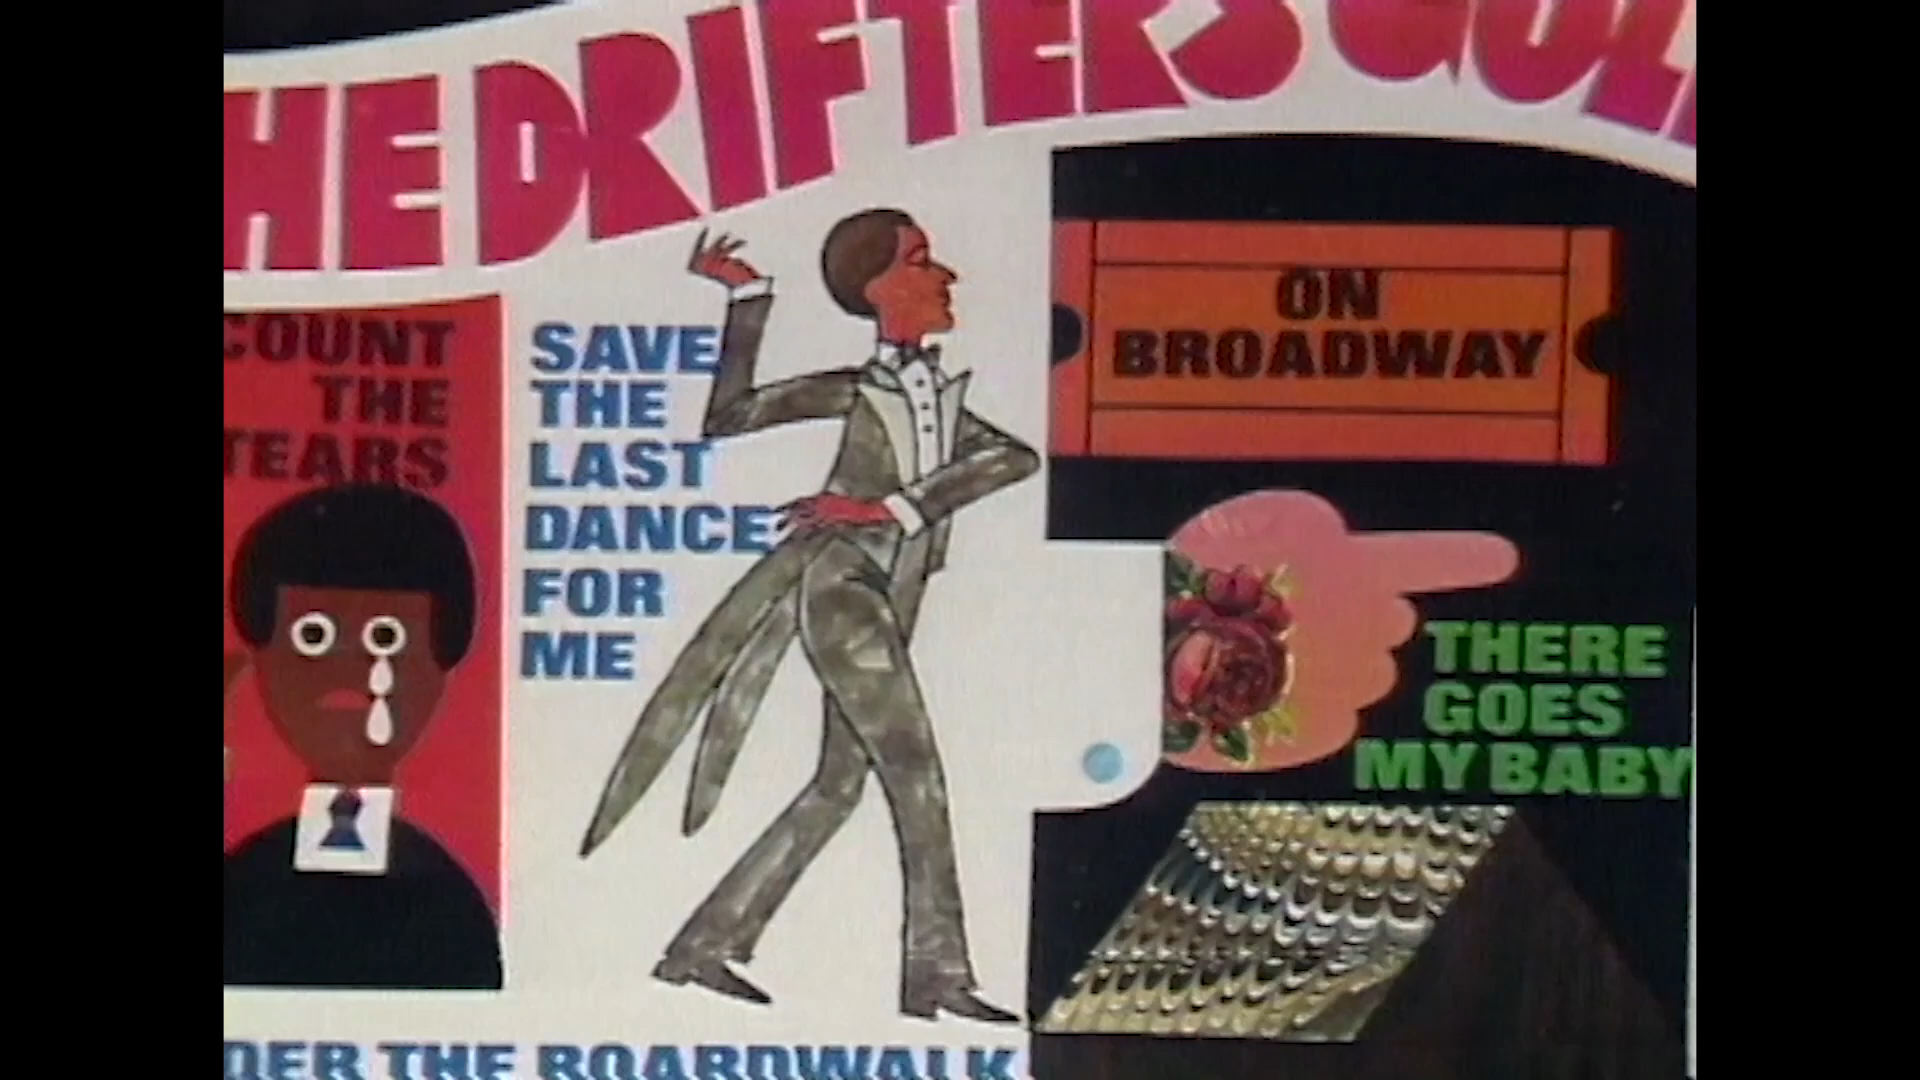 HE DRIFTERS GOL
COUNT
THE
TEARS
SAVE
THE
LAST
DANCE
FOR
ME
ON
BROADWAY
THERE
GOES
MY BABY
DER THE BOARDWALK